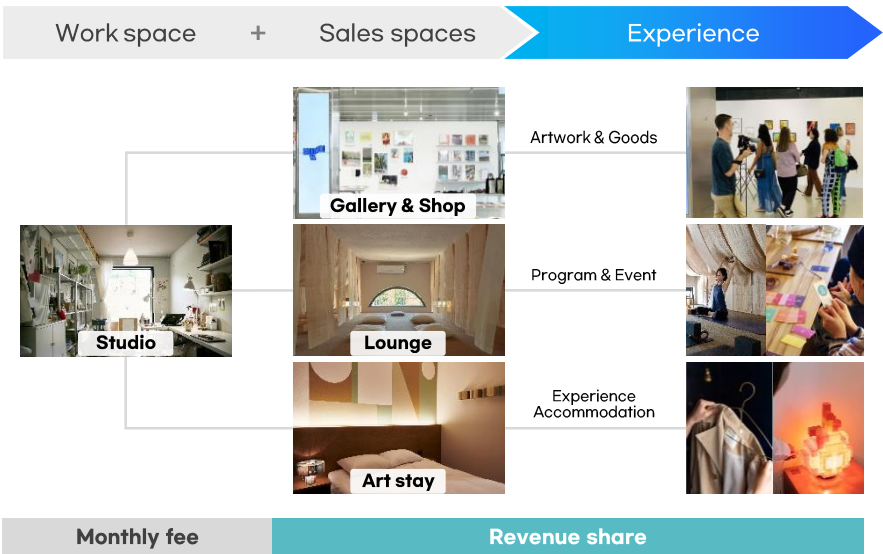 Work space + Sales spaces Experience
Artwork & Goods
Gallery & Shop
Program & Event
Studio
Lounge
Experience
Accommodation
Art stay
Monthly fee Revenue share